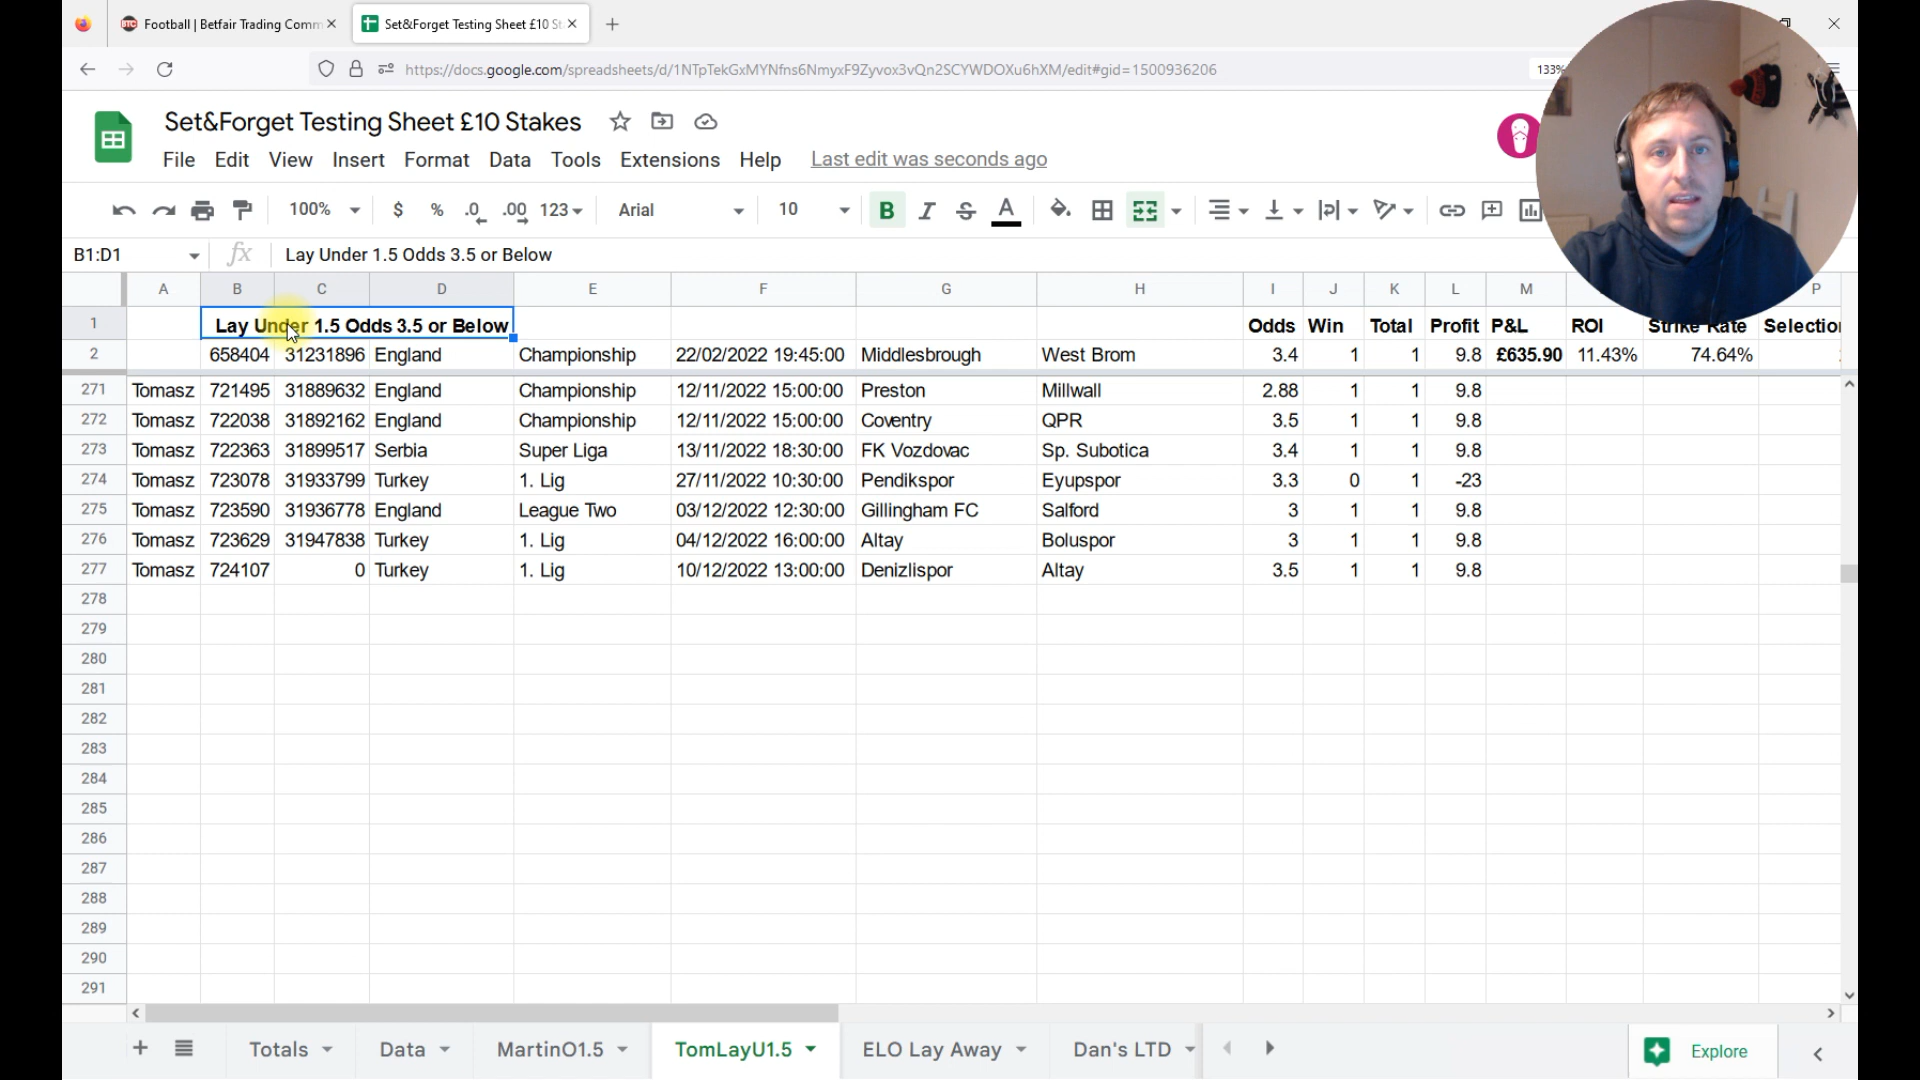 Football | Betfair Trading Comm
Set&Forget Testing Sheet £10 St
https://docs.google.com/spreadsheets/d/1NTpTekGxMYNfns6NmyxF9Zyvox3vQn2SCYWDOXu6hXM/edit#gid=1500936206
133%
Set&Forget Testing Sheet £10 Stakes
File Edit View Insert Format Data Tools Extensions Help Last edit was seconds ago
100% $ % .0 .00 123 Arial 10 B I S A
B1:D1 fx Lay Under 1.5 Odds 3.5 or Below
A B C D E F G H I J K L M P
1 Lay Under 1.5 Odds 3.5 or Below Odds Win Total Profit P&L ROI Strike Rate
2 658404 31231896 England Championship 22/02/2022 19:45:00 Middlesbrough West Brom 3.4 1 1 9.8 £635.90 11.43% 74.64%
271 Tomasz 721495 31889632 England Championship 12/11/2022 15:00:00 Preston Millwall 2.88 1 1 9.8
272 Tomasz 722038 31892162 England Championship 12/11/2022 15:00:00 Coventry QPR 3.5 1 1 9.8
273 Tomasz 722363 31899517 Serbia Super Liga 13/11/2022 18:30:00 FK Vozdovac Sp. Subotica 3.4 1 1 9.8
274 Tomasz 723078 31933799 Turkey 1. Lig 27/11/2022 10:30:00 Pendikspor Eyupspor 3.3 0 1 -23
275 Tomasz 723590 31936778 England League Two 03/12/2022 12:30:00 Gillingham FC Salford 3 1 1 9.8
276 Tomasz 723629 31947838 Turkey 1. Lig 04/12/2022 16:00:00 Altay Boluspor 3 1 1 9.8
277 Tomasz 724107 0 Turkey 1. Lig 10/12/2022 13:00:00 Denizlispor Altay 3.5 1 1 9.8
278
279
280
281
282
283
284
285
286
287
288
289
290
291
Totals Data MartinO1.5 TomLayU1.5 ELO Lay Away Dan's LTD Explore